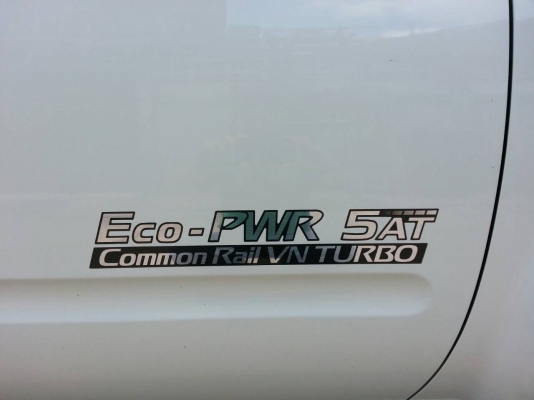 Eco-PWR 5AT
Common Rail VN TURBO